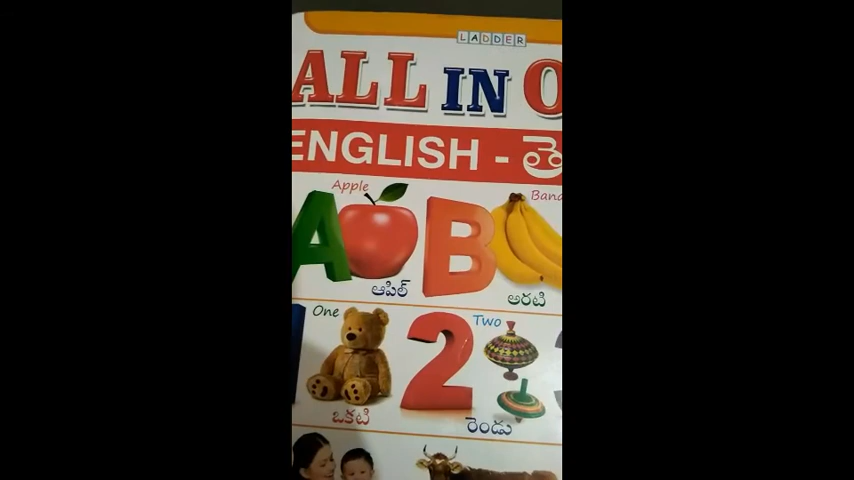 LADDER
ALL IN
ENGLISH -
Apple
A B
ఆపిల్
అరటి
One
Two
2
ఒకటి
రెండు